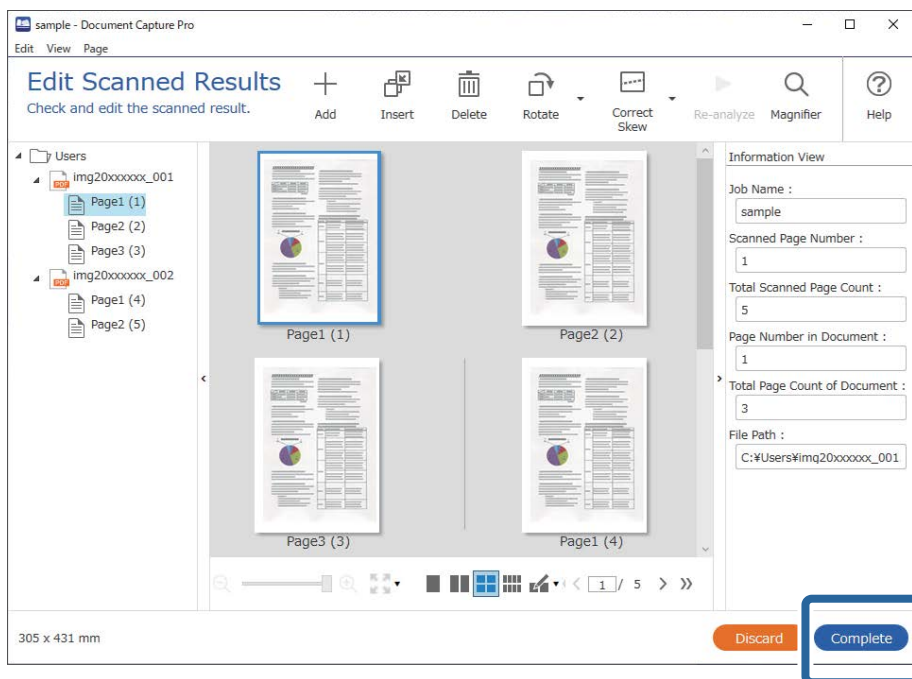 sample - Document Capture Pro
Edit View Page
Edit Scanned Results
Check and edit the scanned result.
Add
Insert
Delete
Rotate
Correct
Skew
Re-analyze
Magnifier
Help
Users
img20xxxxxx_001
Page1 (1)
Page2 (2)
Page3 (3)
img20xxxxxx_002
Page1 (4)
Page2 (5)
Page1 (1)
Page2 (2)
Page3 (3)
Page1 (4)
Information View
Job Name :
sample
Scanned Page Number :
1
Total Scanned Page Count :
5
Page Number in Document :
1
Total Page Count of Document :
3
File Path :
C:¥Users¥img20xxxxxx_001
1 / 5
305 x 431 mm
Discard
Complete